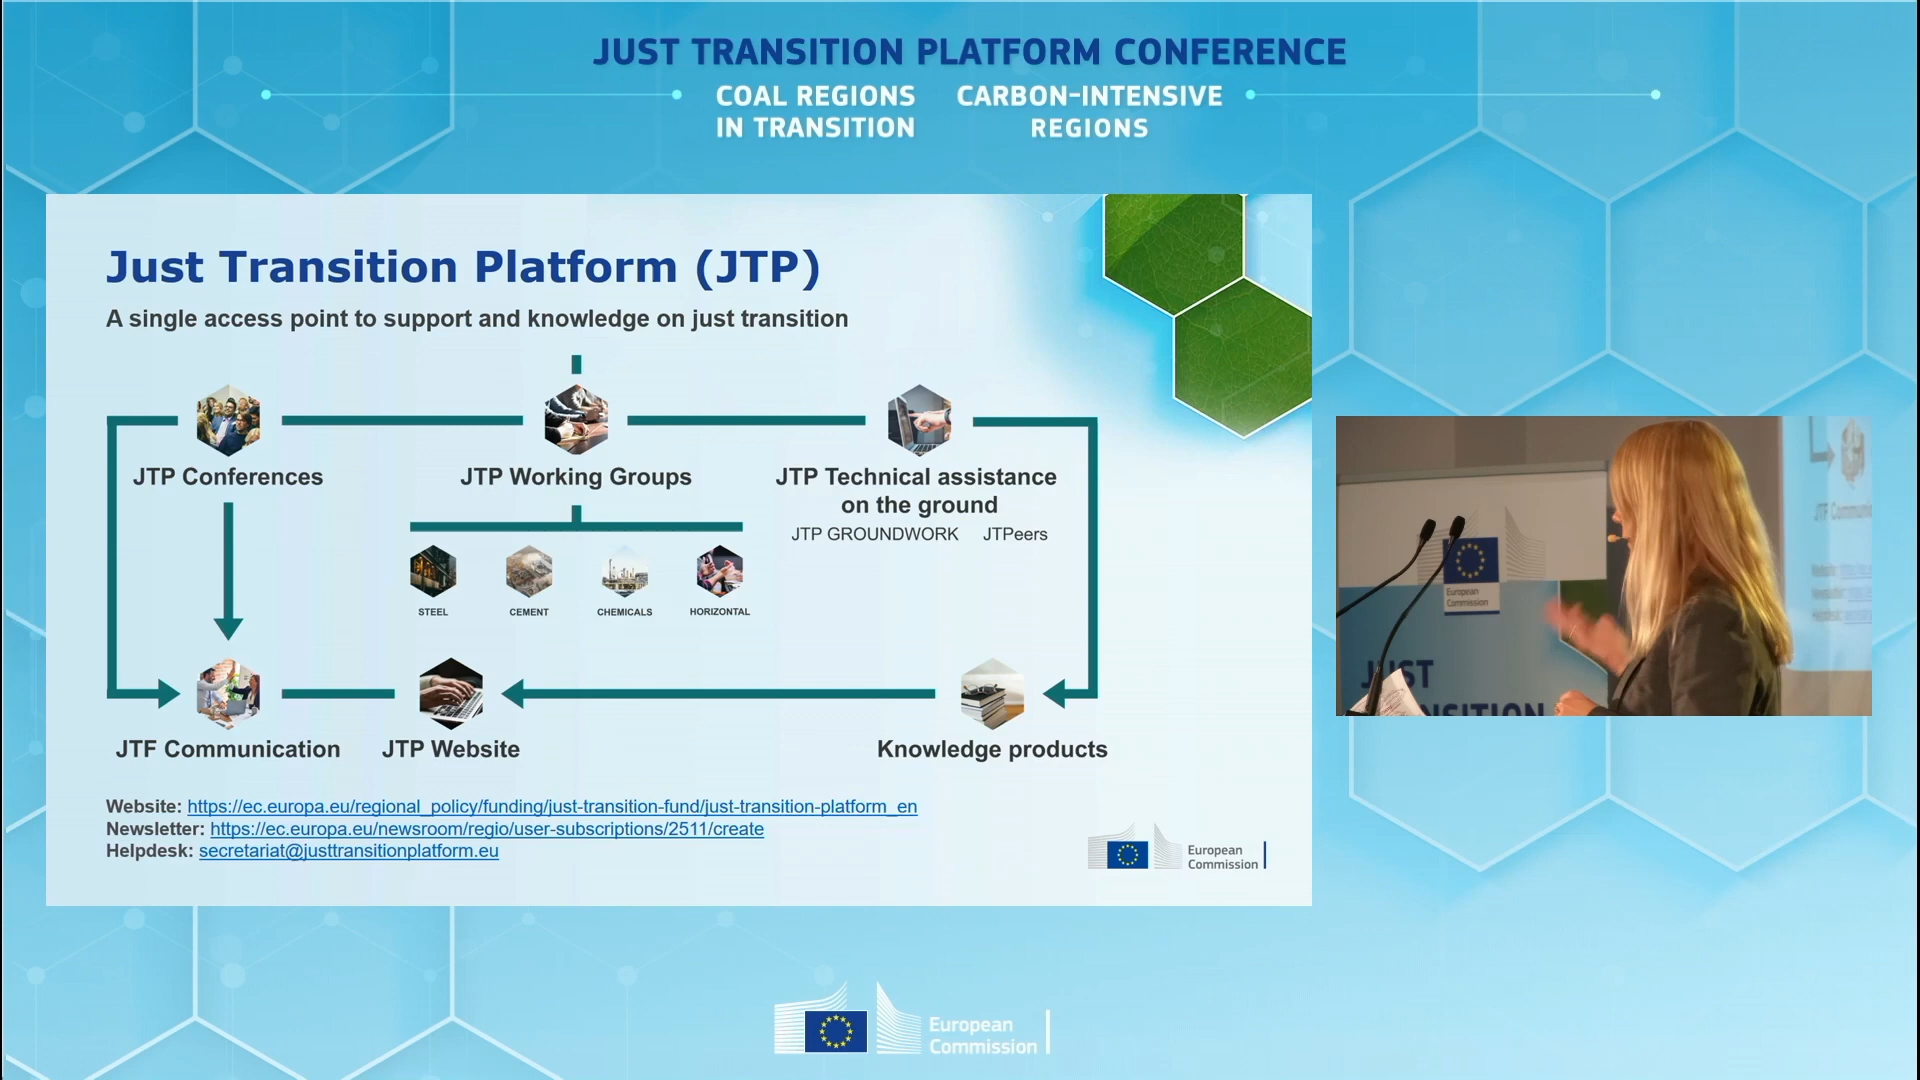 JUST TRANSITION PLATFORM CONFERENCE
COAL REGIONS
IN TRANSITION
CARBON-INTENSIVE
REGIONS
Just Transition Platform (JTP)
A single access point to support and knowledge on just transition
JTP Conferences
JTP Working Groups
JTP Technical assistance
on the ground
JTP GROUNDWORK JTPeers
STEEL
CEMENT
CHEMICALS
HORIZONTAL
JTF Communication
JTP Website
Knowledge products
Website: https://ec.europa.eu/regional_policy/funding/just-transition-fund/just-transition-platform_en
Newsletter: https://ec.europa.eu/newsroom/regio/user-subscriptions/2511/create
Helpdesk: secretariat@justtransitionplatform.eu
European
Commission
European
Commission
JUST
European
Commission